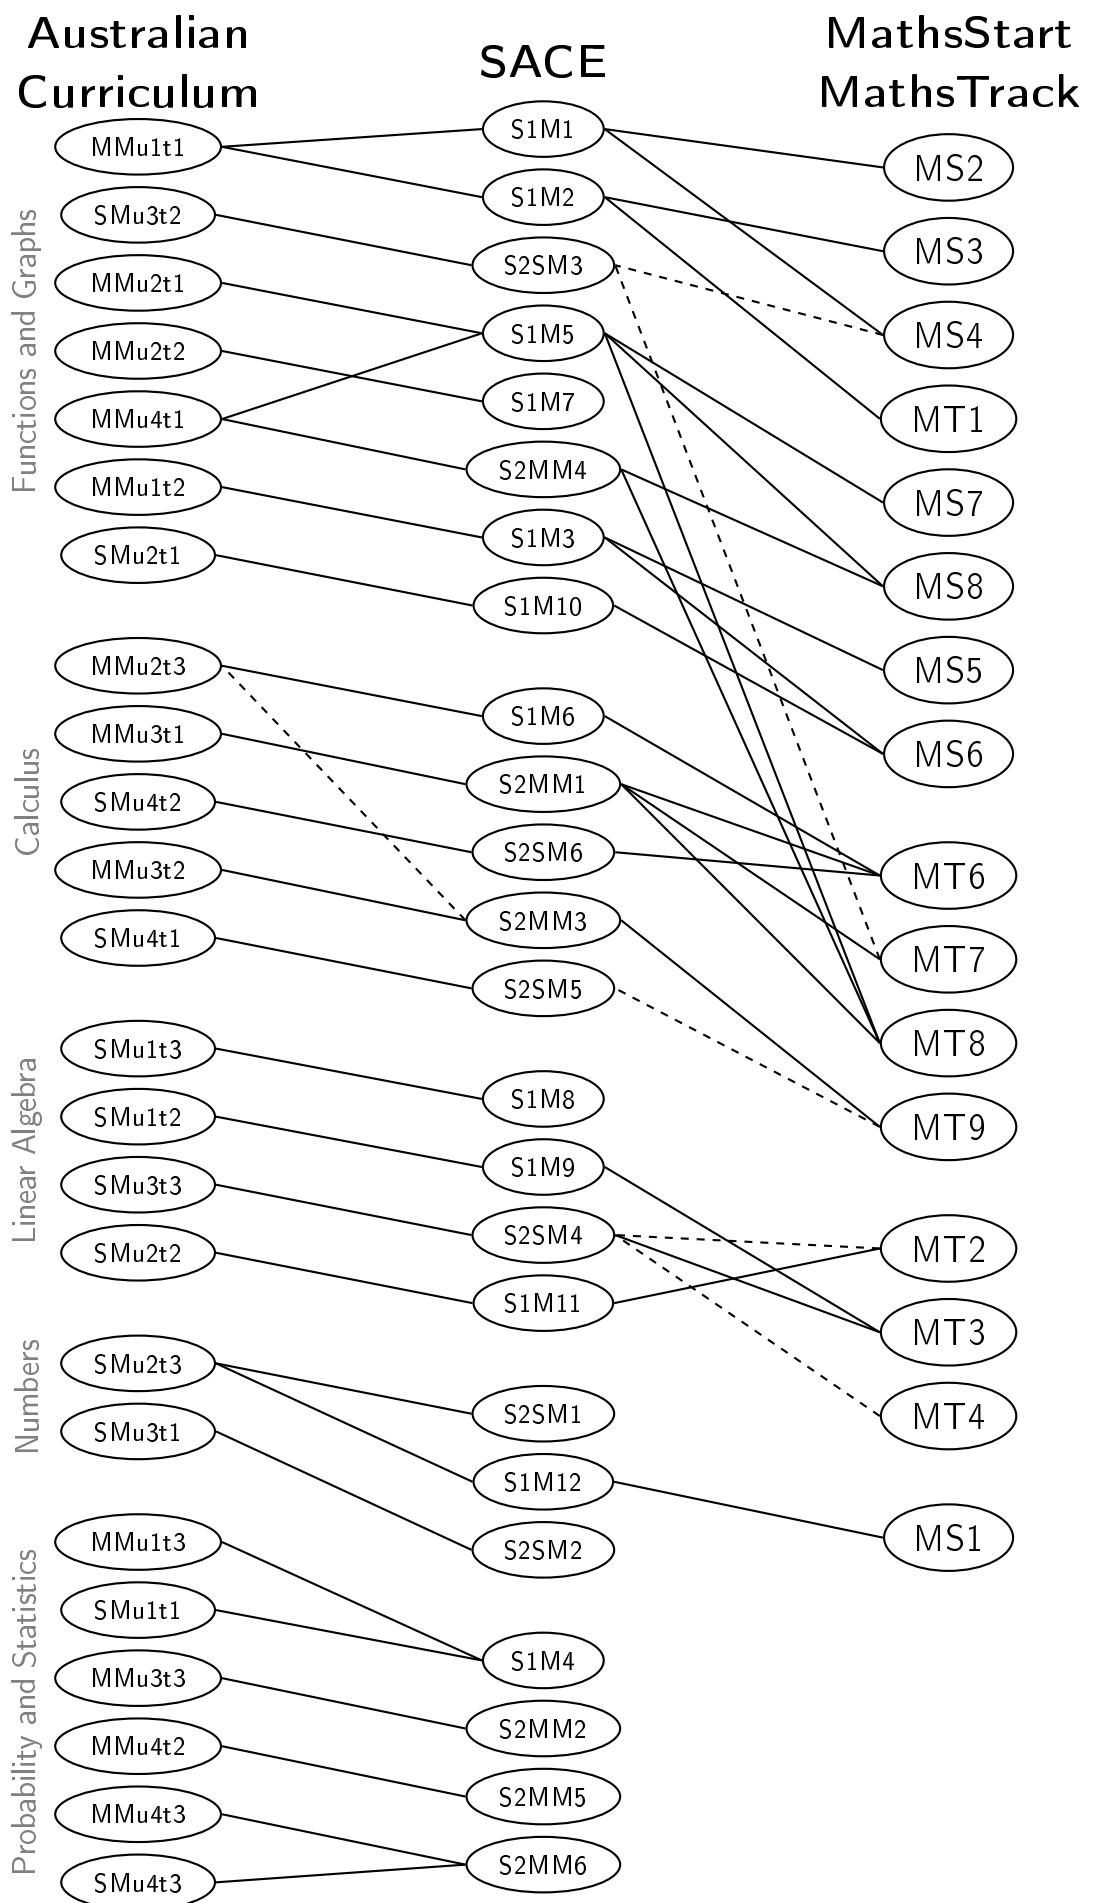 Australian
Curriculum
SACE
MathsStart
MathsTrack
Functions and Graphs
MMu1t1
SMu3t2
MMu2t1
MMu2t2
MMu4t1
MMu1t2
SMu2t1
Calculus
MMu2t3
MMu3t1
SMu4t2
MMu3t2
SMu4t1
Linear Algebra
SMu1t3
SMu1t2
SMu3t3
SMu2t2
Numbers
SMu2t3
SMu3t1
Probability and Statistics
MMu1t3
SMu1t1
MMu3t3
MMu4t2
MMu4t3
SMu4t3
S1M1
S1M2
S2SM3
S1M5
S1M7
S2MM4
S1M3
S1M10
S1M6
S2MM1
S2SM6
S2MM3
S2SM5
S1M8
S1M9
S2SM4
S1M11
S2SM1
S1M12
S2SM2
S1M4
S2MM2
S2MM5
S2MM6
MS2
MS3
MS4
MT1
MS7
MS8
MS5
MS6
MT6
MT7
MT8
MT9
MT2
MT3
MT4
MS1